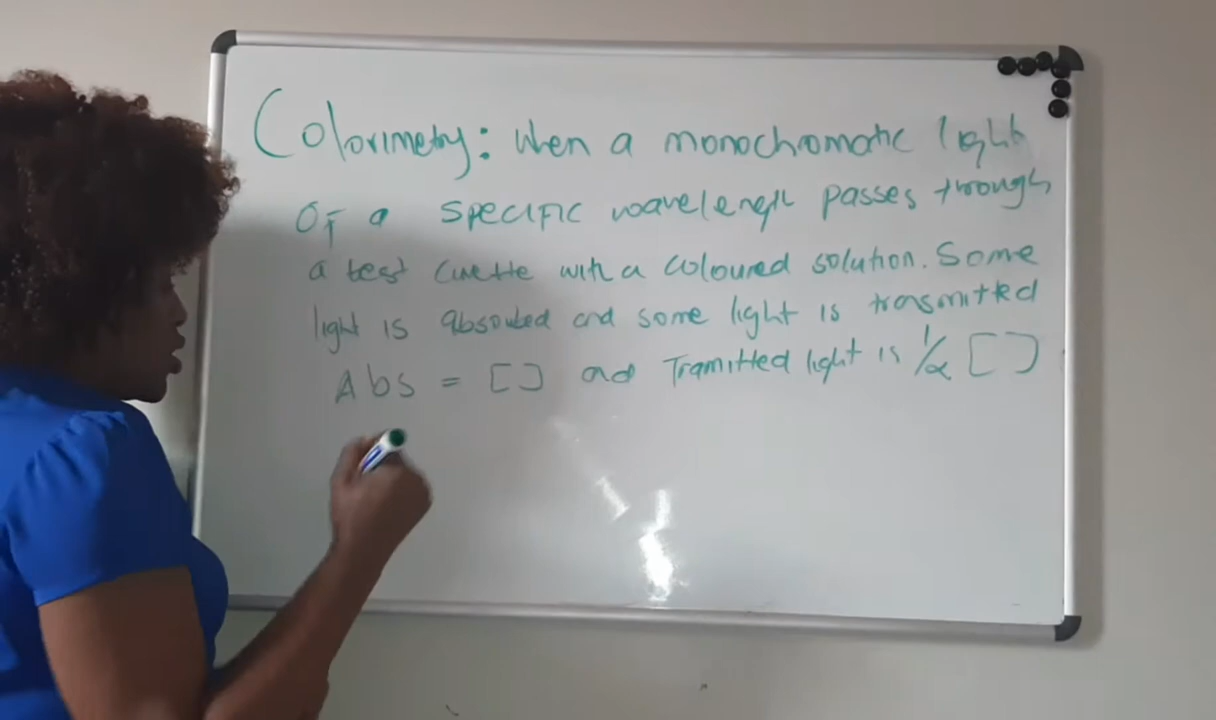 Colorimetry: When a monochromatic light
of a specific wavelength passes through
a test cuvette with a coloured solution. Some
light is absorbed and some light is transmitted
Abs = [ ] and Tramitted light is 1/α [ ]